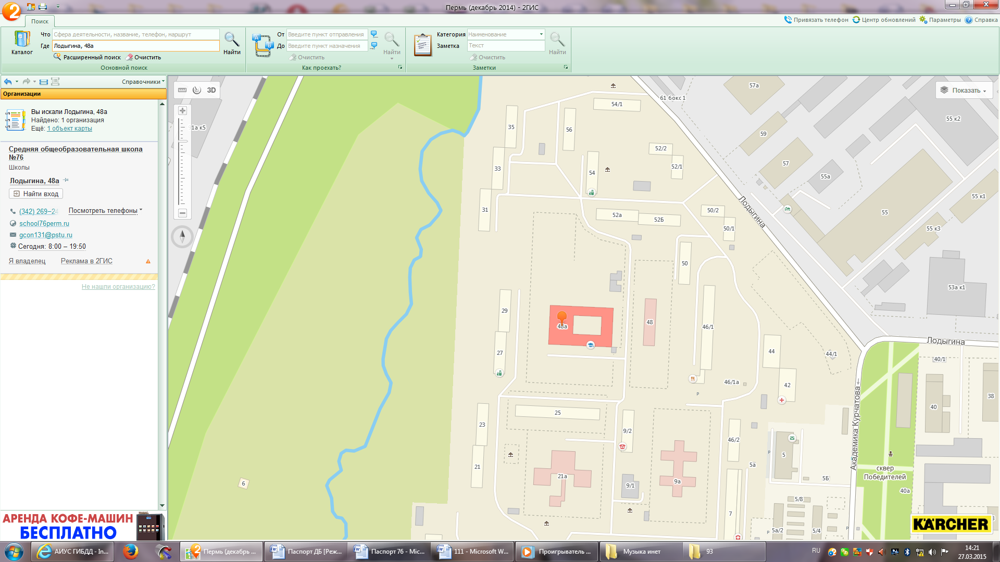 Пермь (декабрь 2014) - 2ГИС
Поиск
Привязать телефон
Центр обновлений
Параметры
Справка
Каталог
Что
Сфера деятельности, название, телефон, маршрут
Где
Лодыгина, 48а
Найти
Расширенный поиск
Очистить
Основной поиск
От
Введите пункт отправления
До
Введите пункт назначения
Найти
Очистить
Как проехать?
Категория
Наименование
Заметка
Текст
Найти
Очистить
Заметки
Справочники
Организации
Вы искали Лодыгина, 48а
Найдено: 1 организация
Ещё: 1 объект карты
Средняя общеобразовательная школа
№76
Школы
Лодыгина, 48а
Найти вход
(342) 269–24
Посмотреть телефоны
school76perm.ru
gcon131@pstu.ru
Сегодня: 8:00 – 19:50
Я владелец
Реклама в 2ГИС
Не нашли организацию?
АРЕНДА КОФЕ-МАШИН
БЕСПЛАТНО
3D
Показать
1а к5
61 бокс 1
57а
54/1
35
56
59
55 к2
52/2
52/1
33
54
57
55а
55 к1
31
52а
52Б
50/2
50/1
55
55 к3
Лодыгина
50
53а к1
29
48а
48
46/1
27
44
44/1
Лодыгина
40/1
46/1а
42
Р
38
40
Академика Курчатова
25
23
9/2
46/2
5
Р
21
21а
9а
9/1
5а
5Б
сквер
Победителей
40а
6
5/8
7
5а/2
5/4
Р
Р
KÄRCHER
АИУС ГИБДД - In...
Пермь (декабрь ...
Паспорт ДБ [Реж...
Паспорт 76 - Mic...
111 - Microsoft W...
Проигрыватель ...
Музыка инет
93
RU
14:21
27.03.2015